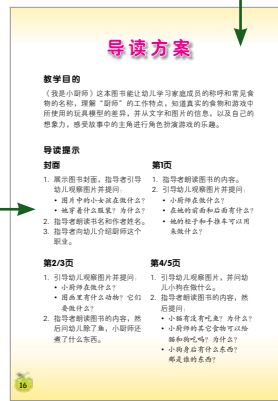 导读方案
教学目的
《我是小厨师》这本图书能让幼儿学习家庭成员的称呼和常见食
物的名称，理解“厨师”的工作特点，知道真实的食物和游戏中
所使用的玩具模型的差异，并从文字和图片的信息，以及自己的
想象力，感受故事中的主角进行角色扮演游戏的乐趣。
导读提示
封面
1. 展示图书封面，指导者引导
幼儿观察图片并提问：
• 图片中的小女孩在做什么？
• 她穿着什么服装？为什么？
2. 指导者朗读书名和作者姓名。
3. 指导者向幼儿介绍厨师这个
职业。
第1页
1. 指导者朗读图书的内容。
2. 引导幼儿观察图片并提问：
• 小厨师在做什么？
• 在她的前面和后面有什么？
• 她的柜子和手推车可以用
来做什么？
第2/3页
1. 引导幼儿观察图片并提问：
• 小厨师在做什么？
• 图画里有什么动物？它们
要做什么？
2. 指导者朗读图书的内容，然
后问幼儿除了鱼，小厨师还
煮了什么东西。
第4/5页
1. 引导幼儿观察图片，并问幼
儿小狗在做什么。
2. 指导者朗读图书的内容，然
后提问：
• 小猫有没有吃鱼？为什么？
• 小厨师的其它食物可以给
猫和狗吃吗？为什么？
• 小狗身后有什么东西？
那是谁的东西？
16